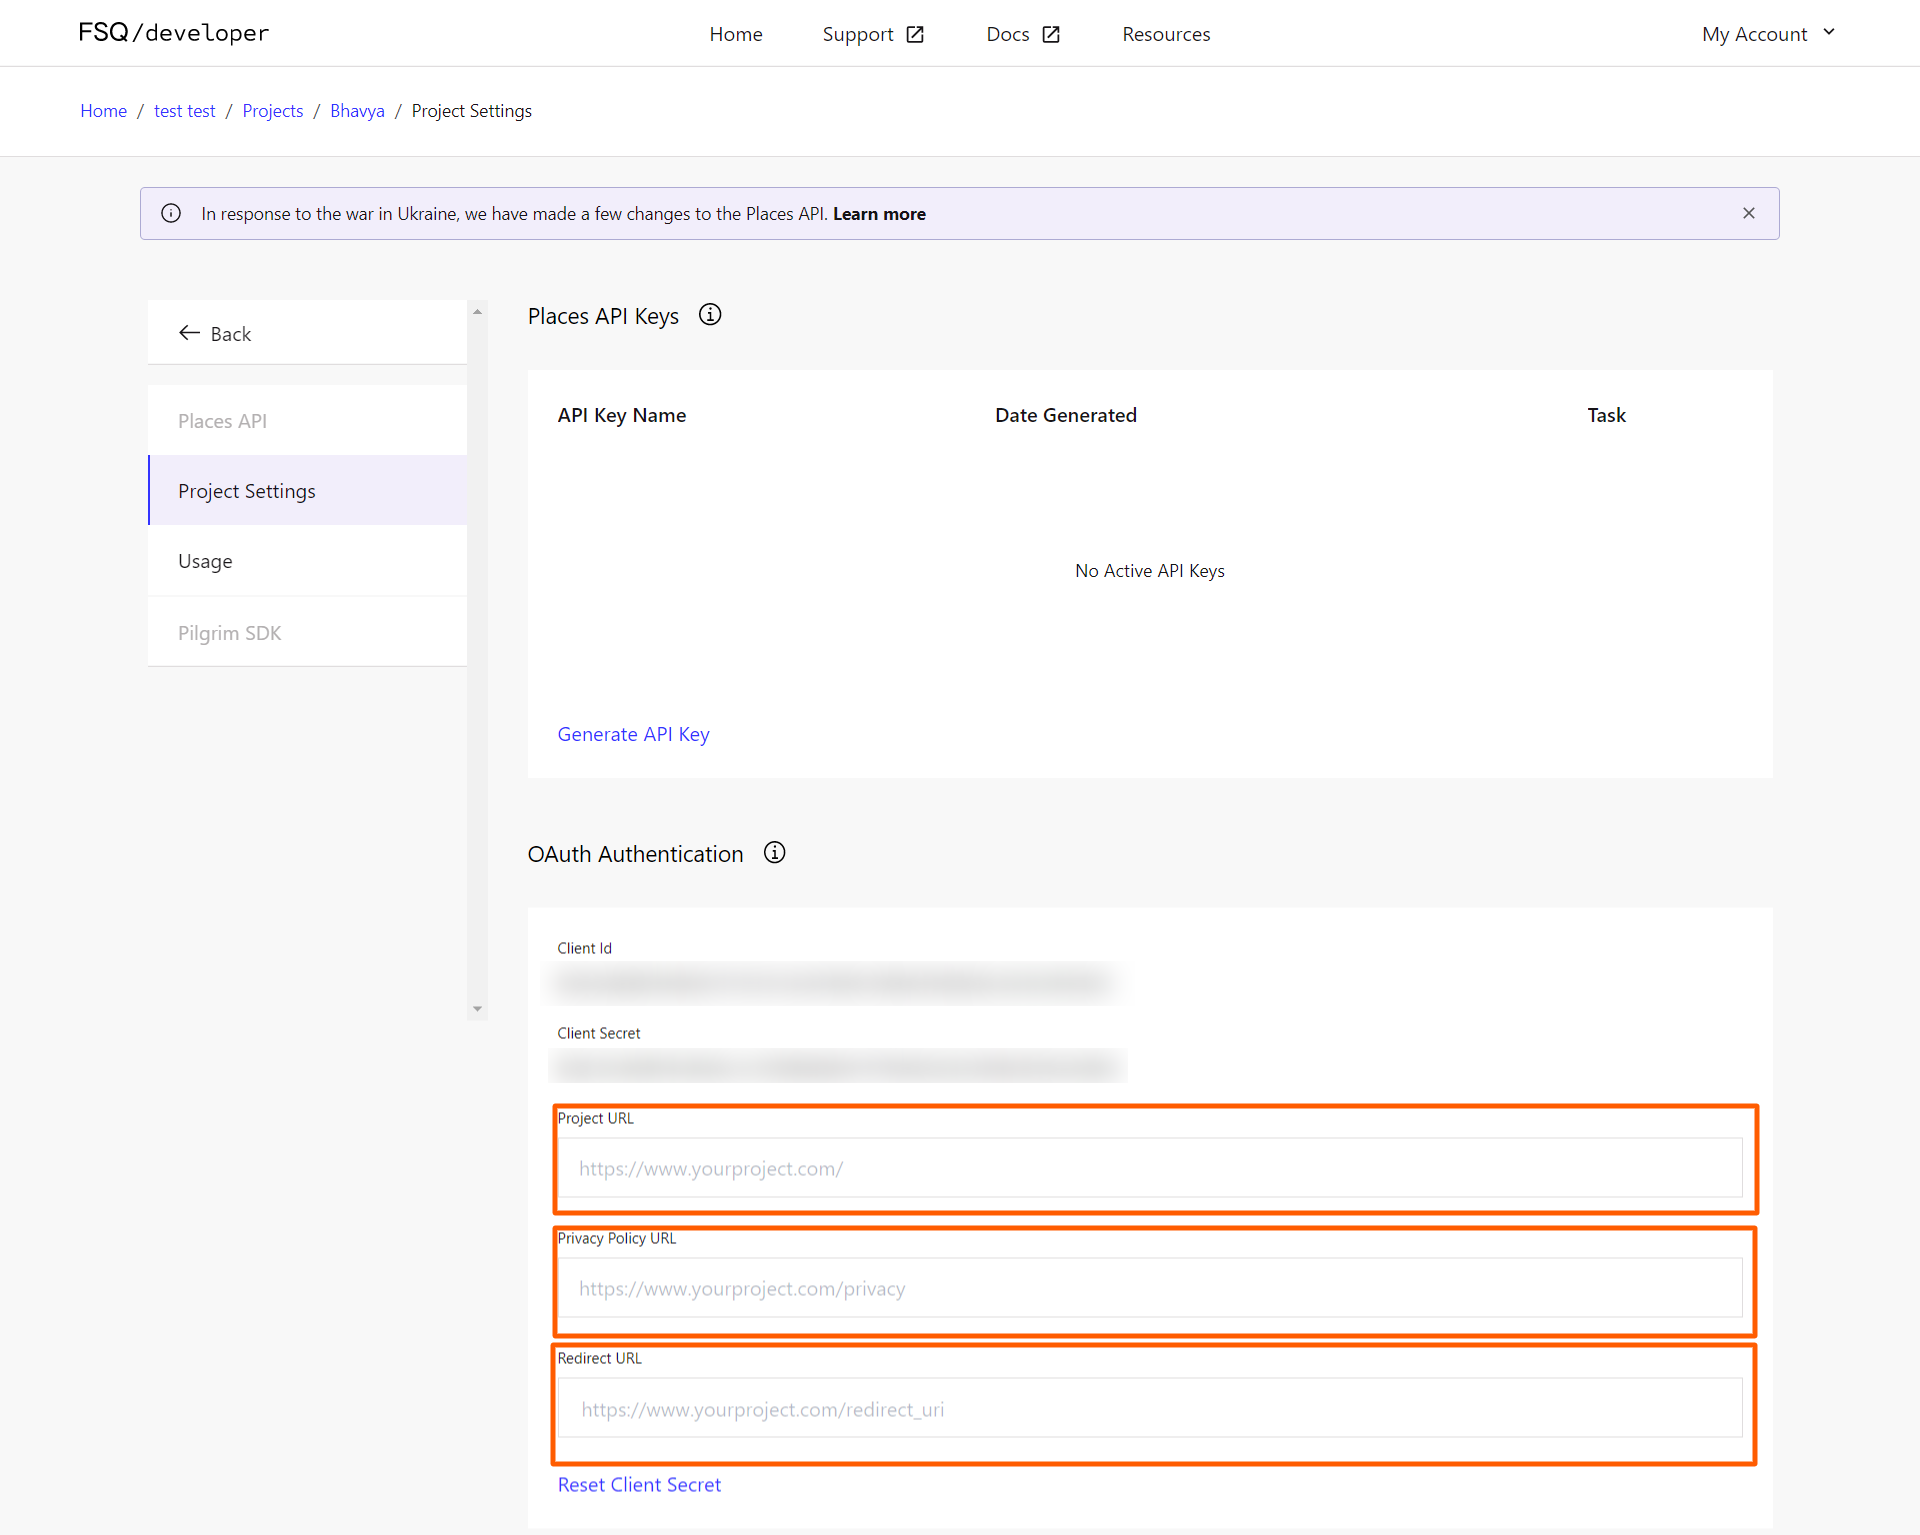 FSQ/developer
Home
Support
Docs
Resources
My Account
Home / test test / Projects / Bhavya / Project Settings
In response to the war in Ukraine, we have made a few changes to the Places API. Learn more
Back
Places API
Project Settings
Usage
Pilgrim SDK
Places API Keys
API Key Name
Date Generated
Task
No Active API Keys
Generate API Key
OAuth Authentication
Client Id
Client Secret
Project URL
https://www.yourproject.com/
Privacy Policy URL
https://www.yourproject.com/privacy
Redirect URL
https://www.yourproject.com/redirect_uri
Reset Client Secret